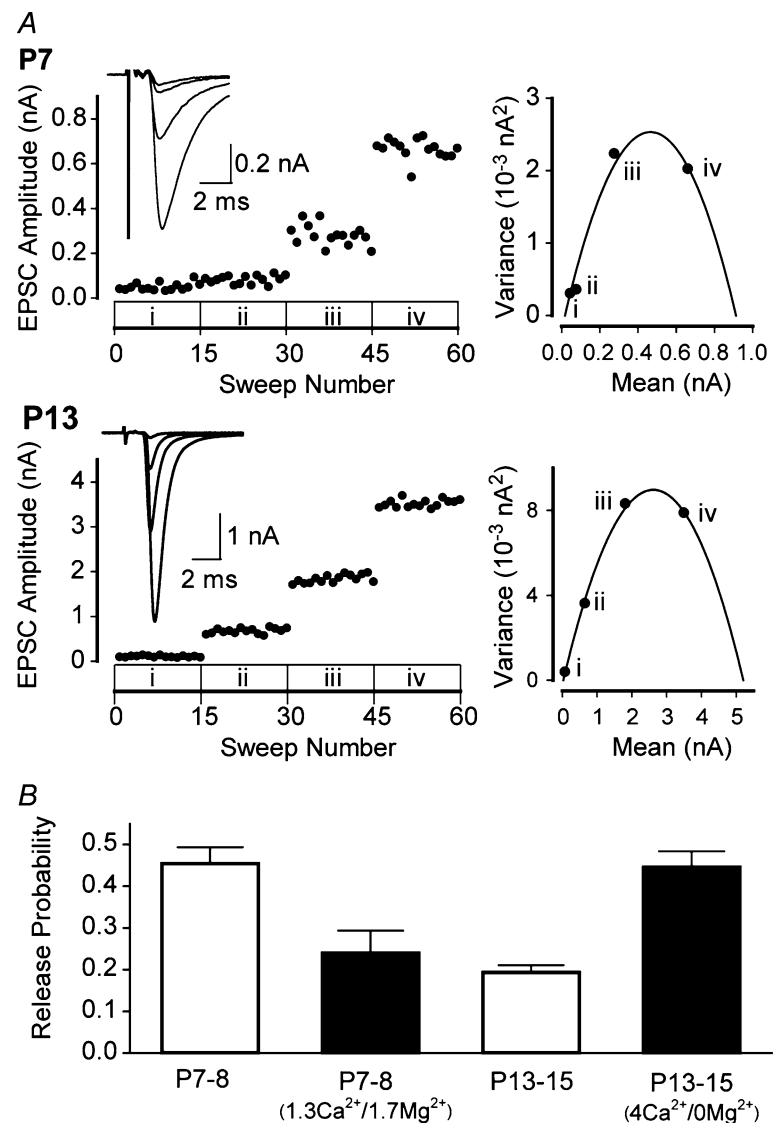 A
P7
EPSC Amplitude (nA)
0.8
0.6
0.4
0.2
0.0
0.2 nA
2 ms
i ii iii iv
0 15 30 45 60
Sweep Number
Variance (10⁻³ nA²)
3
2
1
0
i
ii
iii
iv
0.0 0.2 0.4 0.6 0.8 1.0
Mean (nA)
P13
EPSC Amplitude (nA)
4
3
2
1
0
1 nA
2 ms
i ii iii iv
0 15 30 45 60
Sweep Number
Variance (10⁻³ nA²)
8
4
0
i
ii
iii
iv
0 1 2 3 4 5
Mean (nA)
B
Release Probability
0.5
0.4
0.3
0.2
0.1
0.0
P7-8 P7-8 P13-15 P13-15
(1.3Ca²⁺/1.7Mg²⁺) (4Ca²⁺/0Mg²⁺)